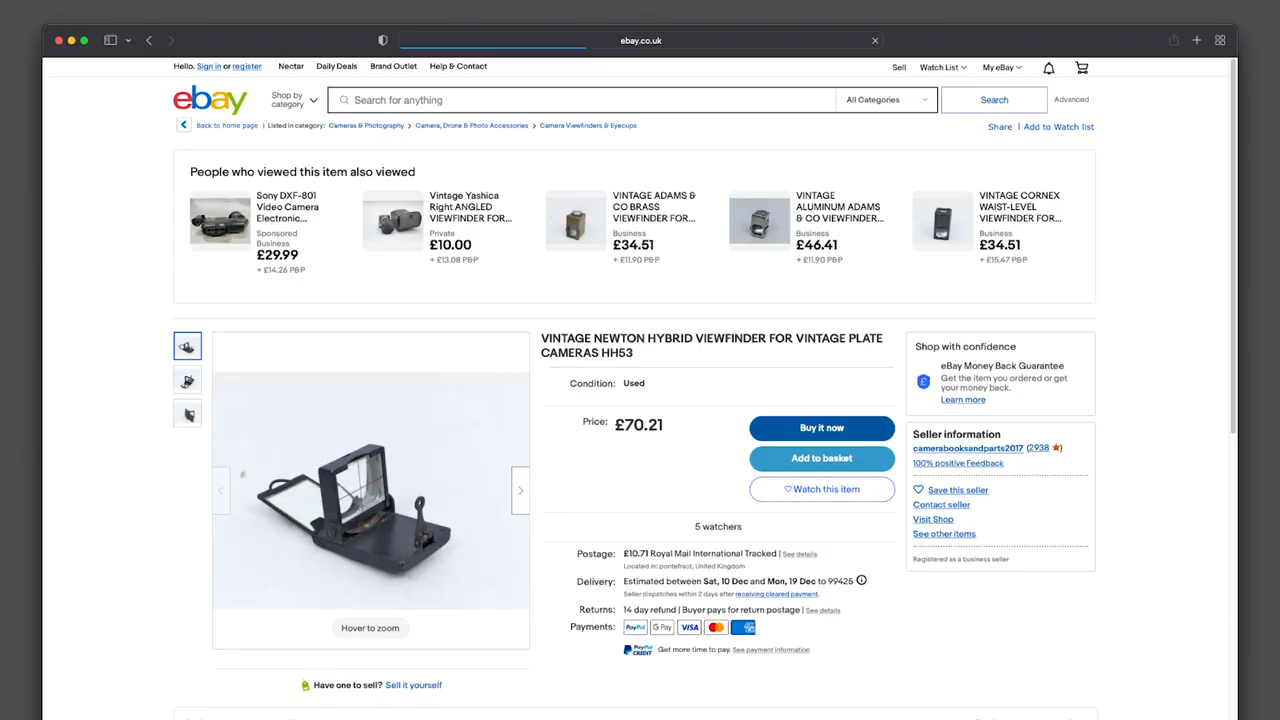 ebay.co.uk
Hello. Sign in or register Nectar Daily Deals Brand Outlet Help & Contact Sell Watch List My eBay
ebay Shop by category Search for anything All Categories Search Advanced
Back to home page | Listed in category: Cameras & Photography > Camera, Drone & Photo Accessories > Camera Viewfinders & Eyecups Share | Add to Watch list
People who viewed this item also viewed
Sony DXF-801
Video Camera
Electronic...
Sponsored
Business
£29.99
+ £14.26 P&P
Vintage Yashica
Right ANGLED
VIEWFINDER FOR...
Private
£10.00
+ £13.08 P&P
VINTAGE ADAMS &
CO BRASS
VIEWFINDER FOR...
Business
£34.51
+ £11.90 P&P
VINTAGE
ALUMINUM ADAMS
& CO VIEWFINDER...
Business
£46.41
+ £11.90 P&P
VINTAGE CORNEX
WAIST-LEVEL
VIEWFINDER FOR...
Business
£34.51
+ £15.47 P&P
VINTAGE NEWTON HYBRID VIEWFINDER FOR VINTAGE PLATE
CAMERAS HH53
Condition: Used
Price: £70.21
Buy it now
Add to basket
Watch this item
5 watchers
Postage: £10.71 Royal Mail International Tracked | See details
Located in: pontefract, United Kingdom
Delivery: Estimated between Sat, 10 Dec and Mon, 19 Dec to 99425
Seller dispatches within 2 days after receiving cleared payment.
Returns: 14 day refund | Buyer pays for return postage | See details
Payments: PayPal G Pay VISA
PayPal CREDIT Get more time to pay. See payment information
Shop with confidence
eBay Money Back Guarantee
Get the item you ordered or get
your money back.
Learn more
Seller information
camerabooksandparts2017 (2938)
100% positive Feedback
Save this seller
Contact seller
Visit Shop
See other items
Registered as a business seller
Hover to zoom
Have one to sell? Sell it yourself